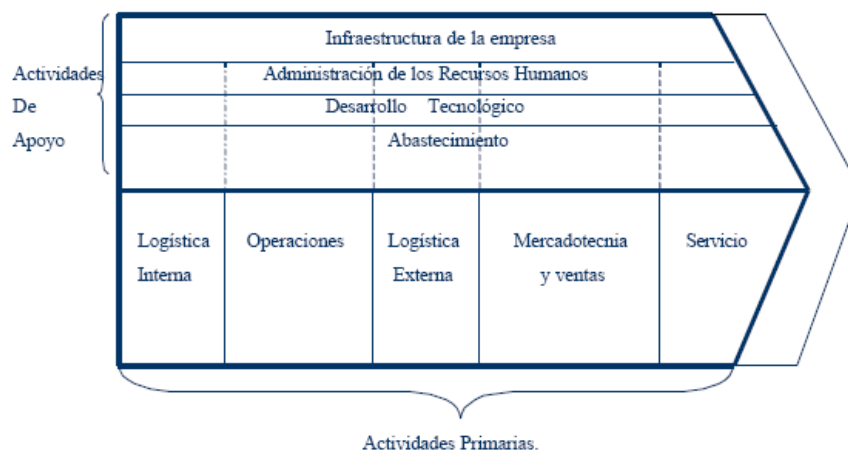 Infraestructura de la empresa
Actividades
De
Apoyo
Administración de los Recursos Humanos
Desarrollo Tecnológico
Abastecimiento
Logística
Interna
Operaciones
Logística
Externa
Mercadotecnia
y ventas
Servicio
Actividades Primarias.